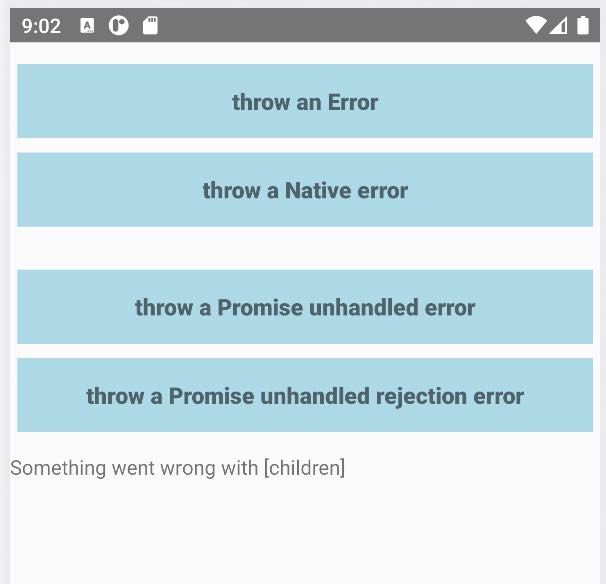 9:02
throw an Error
throw a Native error
throw a Promise unhandled error
throw a Promise unhandled rejection error
Something went wrong with [children]